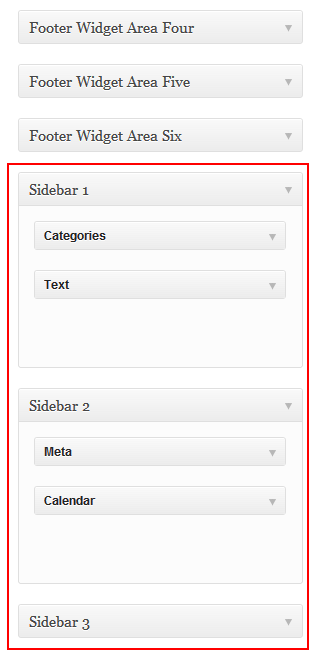 Footer Widget Area Four
Footer Widget Area Five
Footer Widget Area Six
Sidebar 1
Categories
Text
Sidebar 2
Meta
Calendar
Sidebar 3